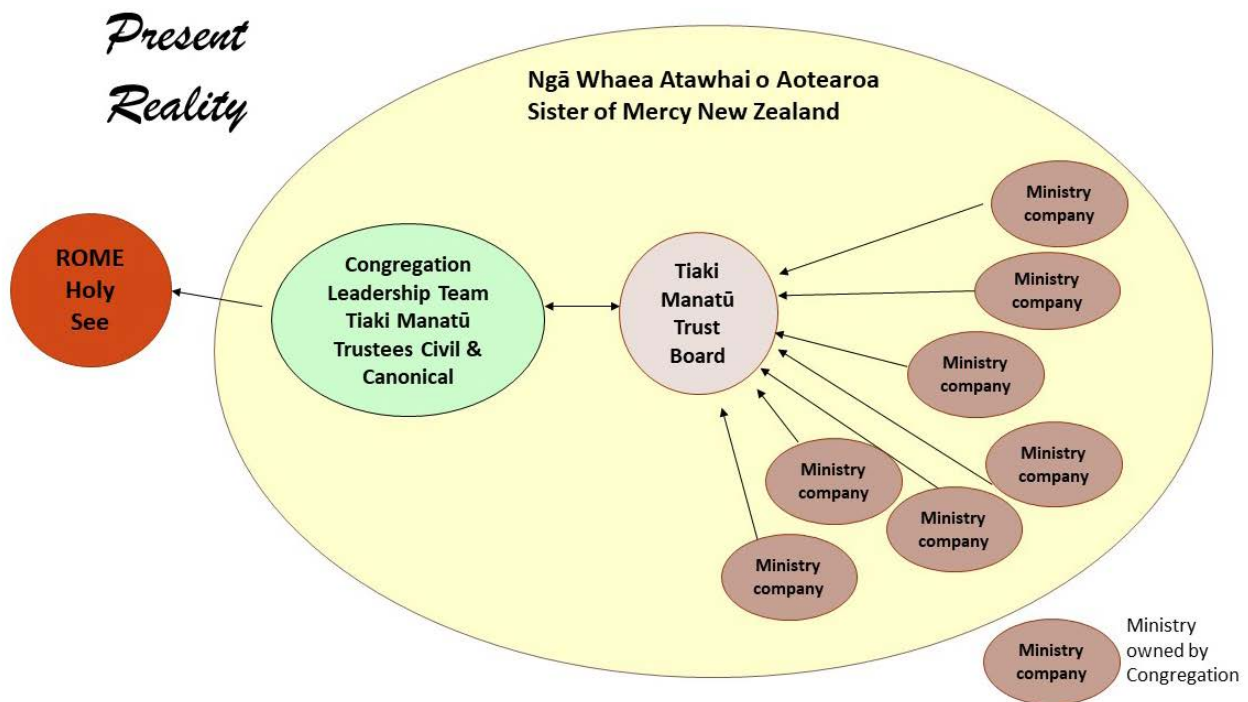 Present
Reality
Ngā Whaea Atawhai o Aotearoa
Sister of Mercy New Zealand
ROME
Holy
See
Congregation
Leadership Team
Tiaki Manatū
Trustees Civil &
Canonical
Tiaki
Manatū
Trust
Board
Ministry
company
Ministry
company
Ministry
company
Ministry
company
Ministry
company
Ministry
company
Ministry
company
Ministry
company
Ministry
owned by
Congregation